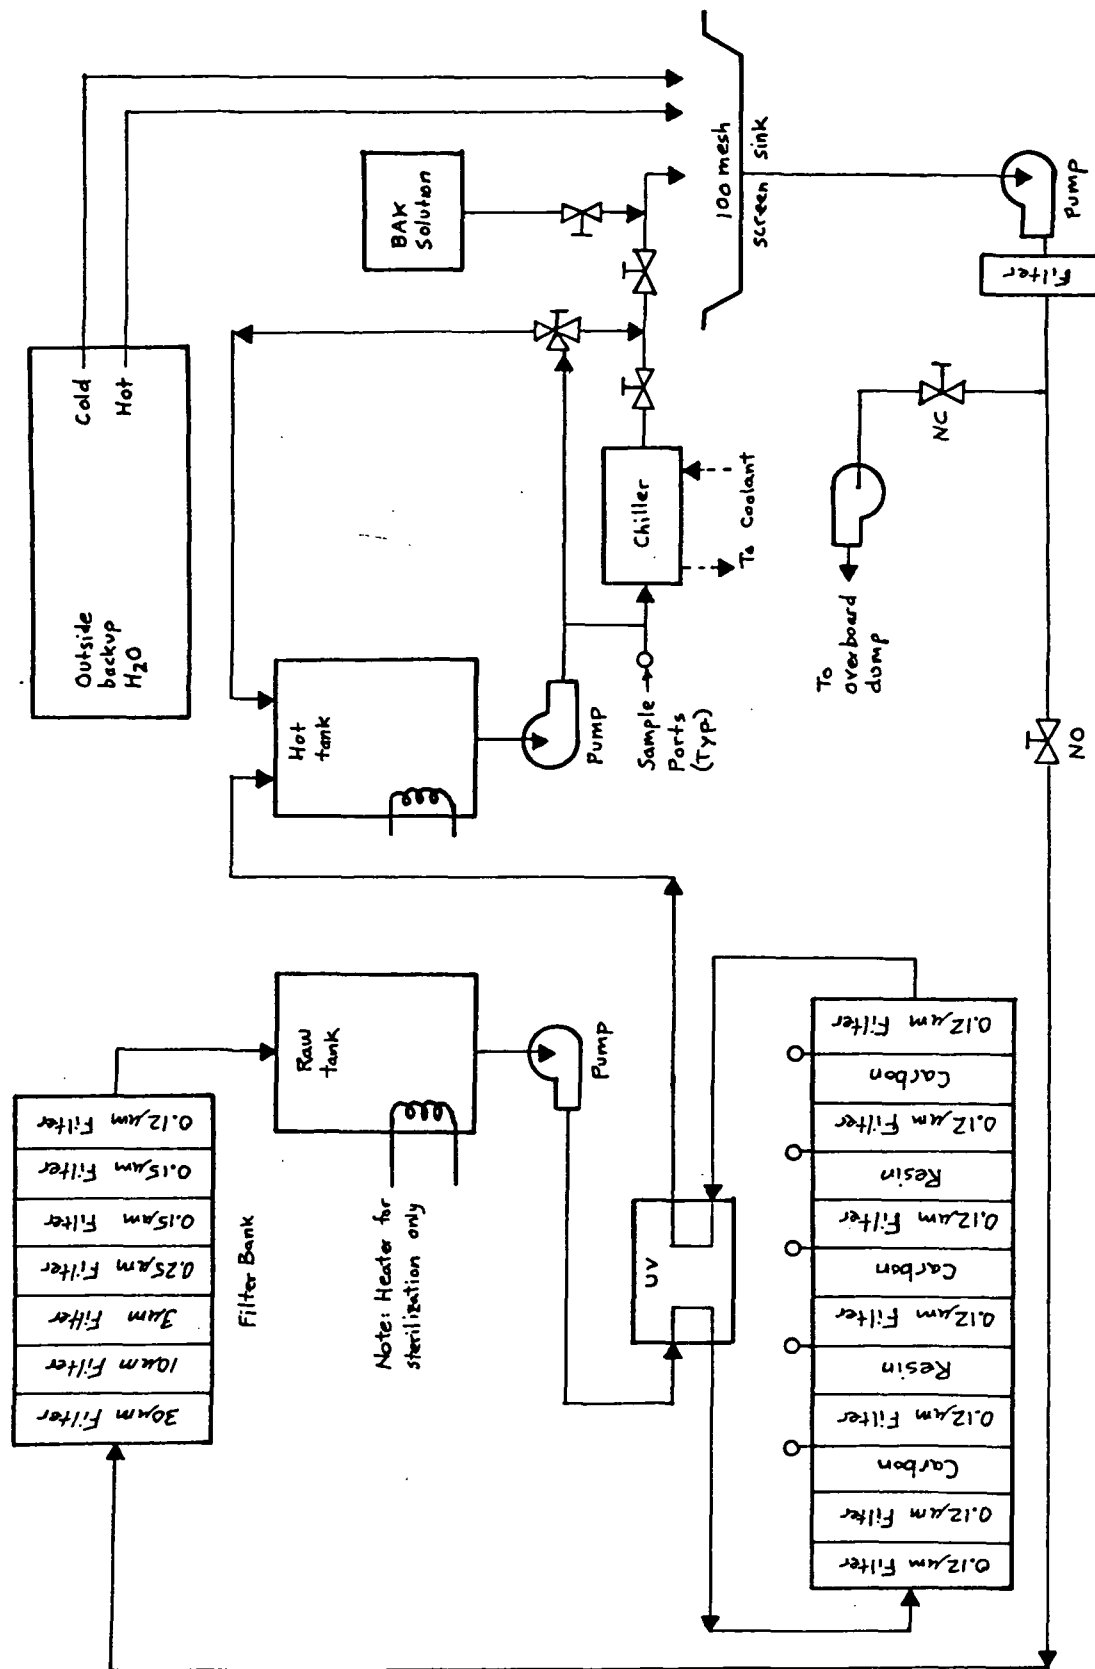 Outside
backup
H2O
Cold
Hot
BAK
Solution
100 mesh
screen sink
Pump
Filter
NC
To
overboard
dump
NO
Chiller
To Coolant
Sample
Ports
(Typ.)
Hot
tank
Pump
Raw
tank
Pump
Note: Heater for
sterilization only
Filter Bank
30µm Filter
10µm Filter
3µm Filter
0.25µm Filter
0.15µm Filter
0.15µm Filter
0.12µm Filter
UV
0.12µm Filter
0.12µm Filter
Carbon
0.12µm Filter
Resin
0.12µm Filter
Carbon
0.12µm Filter
Resin
0.12µm Filter
Carbon
0.12µm Filter